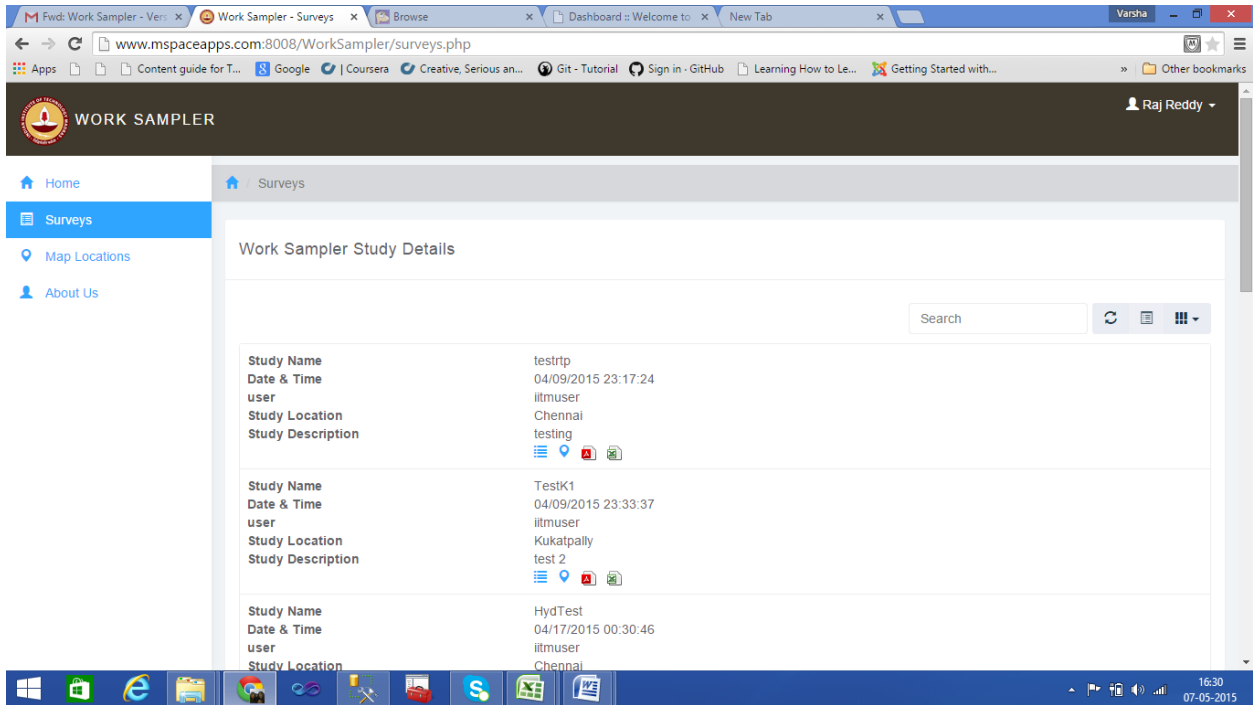 Fwd: Work Sampler - Vers
Work Sampler - Surveys
Browse
Dashboard :: Welcome to
New Tab
Varsha
www.mspaceapps.com:8008/WorkSampler/surveys.php
Apps
Content guide for T...
Google
| Coursera
Creative, Serious an...
Git - Tutorial
Sign in · GitHub
Learning How to Le...
Getting Started with...
» Other bookmarks
WORK SAMPLER
Raj Reddy
Home
Surveys
Map Locations
About Us
/ Surveys
Work Sampler Study Details
Search
Study Name testrtp
Date & Time 04/09/2015 23:17:24
user iitmuser
Study Location Chennai
Study Description testing
Study Name TestK1
Date & Time 04/09/2015 23:33:37
user iitmuser
Study Location Kukatpally
Study Description test 2
Study Name HydTest
Date & Time 04/17/2015 00:30:46
user iitmuser
Study Location Chennai
16:30
07-05-2015